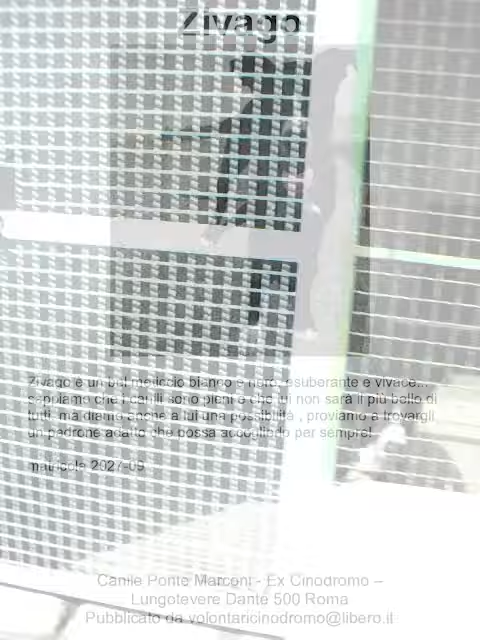 Zivago
Zivago è un bel meticcio bianco e nero, esuberante e vivace...
sappiamo che i canili sono pieni e che lui non sarà il più bello di
tutti, ma diamo anche a lui una possibilità , proviamo a trovargli
un padrone adatto che possa accoglierlo per sempre!
matricola 2027-09
Canile Ponte Marconi - Ex Cinodromo –
Lungotevere Dante 500 Roma
Pubblicato da volontaricinodromo@libero.it